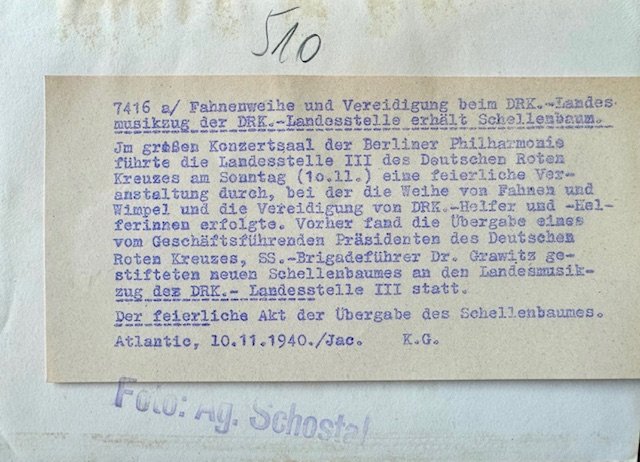 510
7416 a/ Fahnenweihe und Vereidigung beim DRK.-Landes-
musikzug der DRK.-Landesstelle erhält Schellenbaum.
Jm großen Konzertsaal der Berliner Philharmonie
führte die Landesstelle III des Deutschen Roten
Kreuzes am Sonntag (10.11.) eine feierliche Ver-
anstaltung durch, bei der die Weihe von Fahnen und
Wimpel und die Vereidigung von DRK.-Helfer und -Hel-
ferinnen erfolgte. Vorher fand die Übergabe eines
vom Geschäftsführenden Präsidenten des Deutschen
Roten Kreuzes, SS.-Brigadeführer Dr. Grawitz ge-
stifteten neuen Schellenbaumes an den Landesmusik-
zug der DRK.- Landesstelle III statt.
Der feierliche Akt der Übergabe des Schellenbaumes.
Atlantic, 10.11.1940./Jac. K.G.
Foto: Ag. Schostal